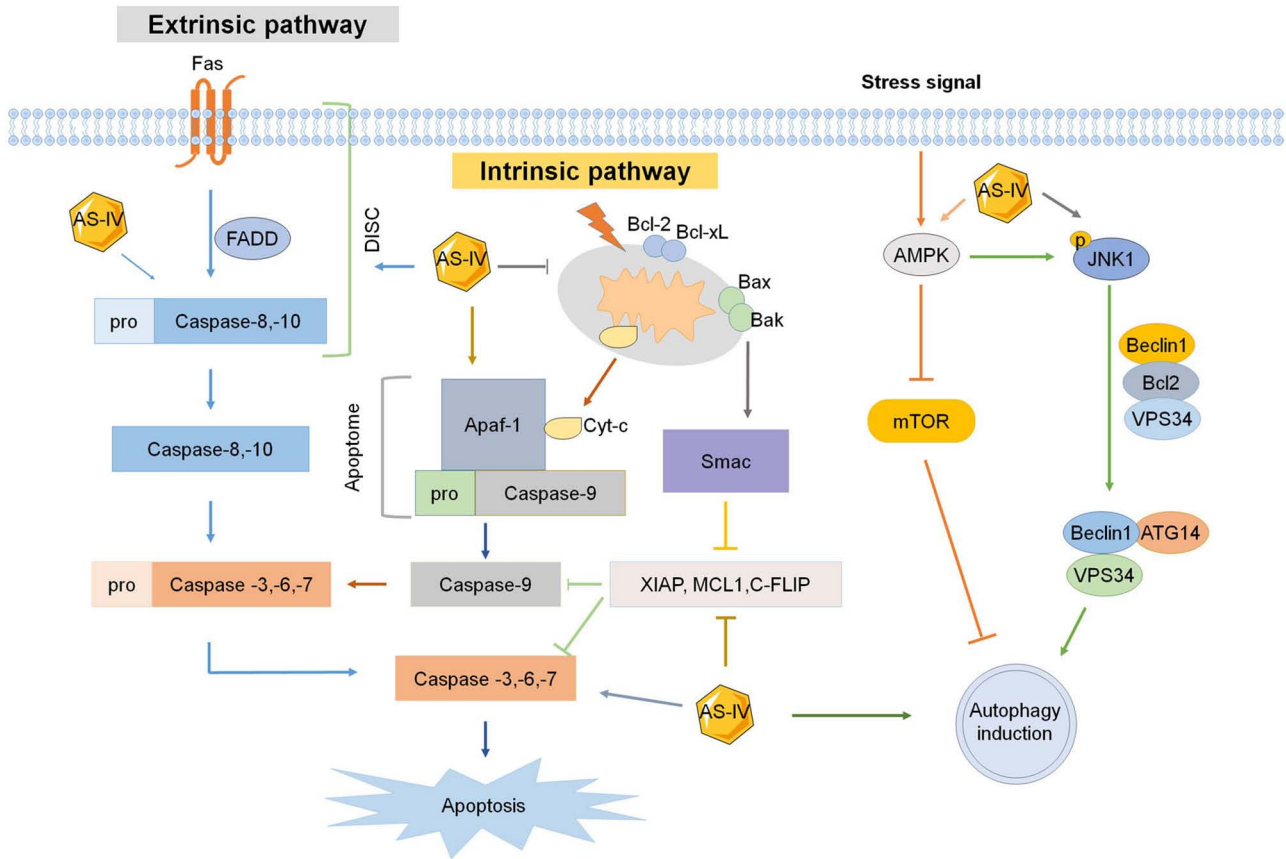 Extrinsic pathway
Fas
Stress signal
Intrinsic pathway
AS-IV
FADD
DISC
AS-IV
Bcl-2
Bcl-xL
Bax
Bak
AS-IV
AMPK
p
JNK1
pro
Caspase-8,-10
Beclin1
Bcl2
VPS34
Apoptome
Apaf-1
Cyt-c
mTOR
Caspase-8,-10
Smac
pro
Caspase-9
Beclin1
ATG14
VPS34
pro
Caspase -3,-6,-7
Caspase-9
XIAP, MCL1,C-FLIP
Caspase -3,-6,-7
AS-IV
Autophagy
induction
Apoptosis